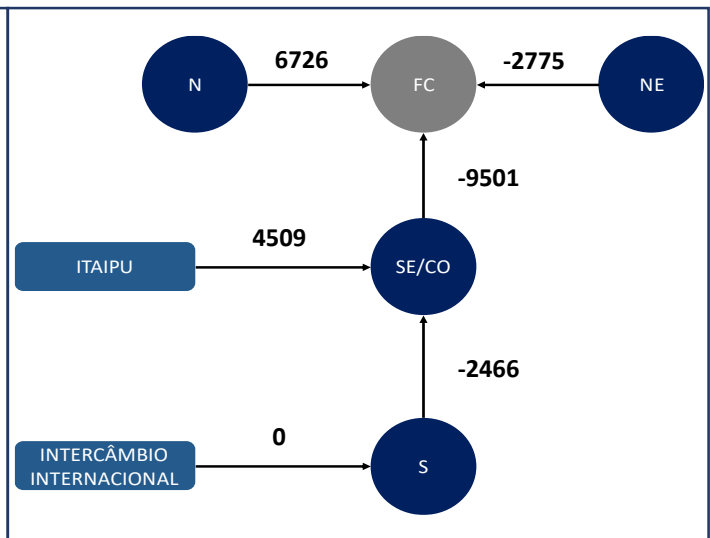 6726
-2775
N
FC
NE
-9501
4509
ITAIPU
SE/CO
-2466
0
INTERCÂMBIO
INTERNACIONAL
S